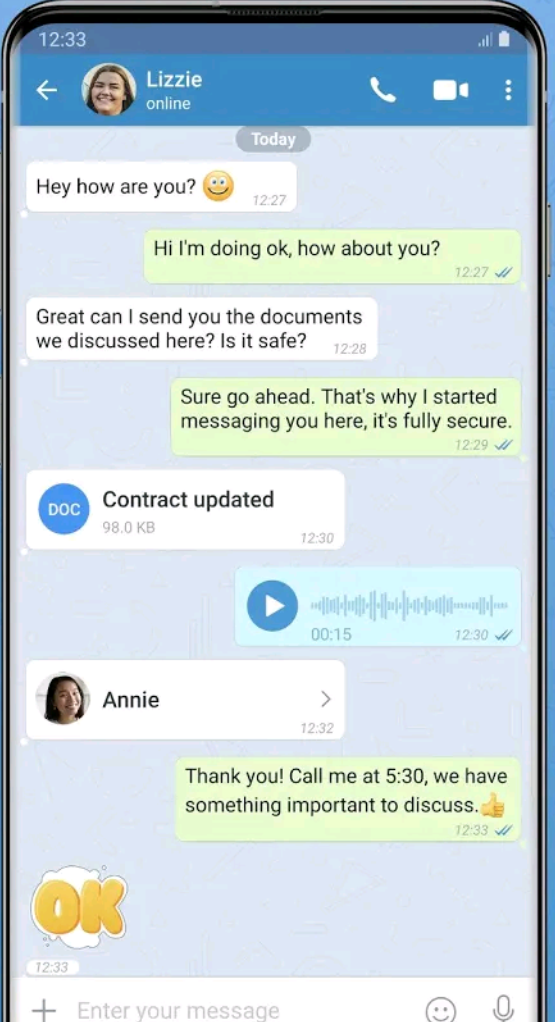 12:33
Lizzie
online
Today
Hey how are you?
12:27
Hi I'm doing ok, how about you?
12:27
Great can I send you the documents
we discussed here? Is it safe?
12:28
Sure go ahead. That's why I started
messaging you here, it's fully secure.
12:29
DOC
Contract updated
98.0 KB
12:30
00:15
12:30
Annie
12:32
Thank you! Call me at 5:30, we have
something important to discuss.
12:33
OK
12:33
Enter your message